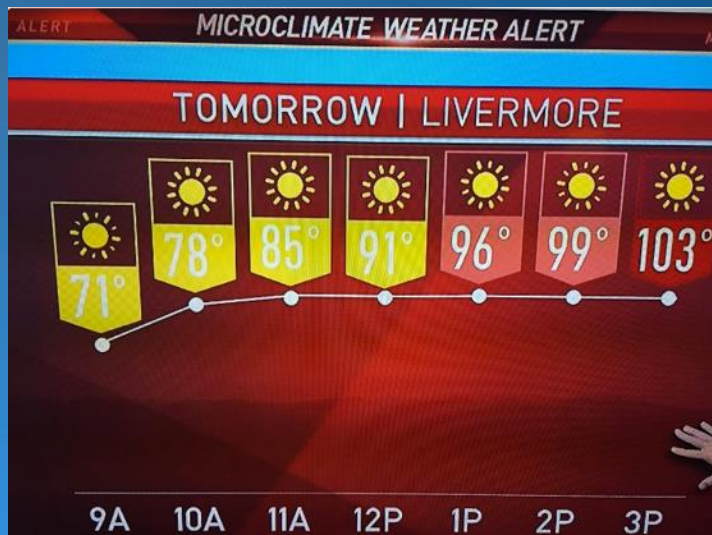 ALERT
MICROCLIMATE WEATHER ALERT
TOMORROW | LIVERMORE
71° 78° 85° 91° 96° 99° 103°
9A 10A 11A 12P 1P 2P 3P